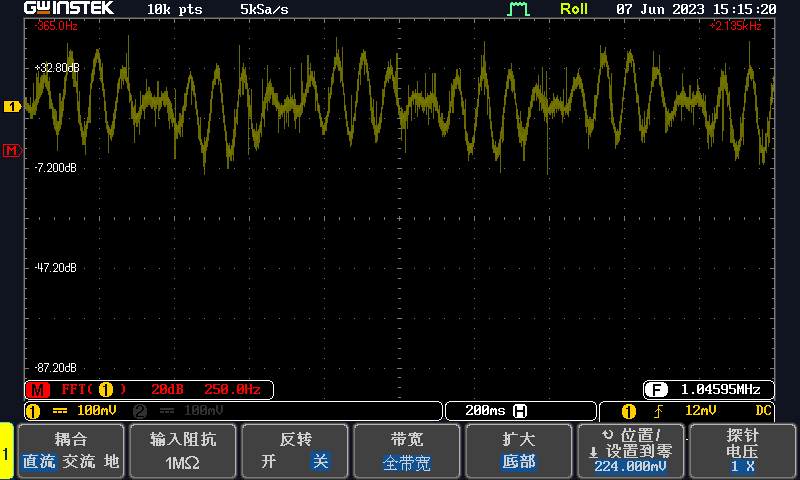 GWINSTEK 10k pts 5kSa/s Roll 07 Jun 2023 15:15:20
-365.0Hz +2.135kHz
+32.80dB
1
M
-7.200dB
-47.20dB
-87.20dB
M FFT( 1 ) 20dB 250.0Hz F 1.04595MHz
1 100mV 2 100mV 200ms H 1 12mV DC
1
耦合
直流 交流 地
输入阻抗
1MΩ
反转
开 关
带宽
全带宽
扩大
底部
位置/
设置到零
224.000mV
探针
电压
1 X